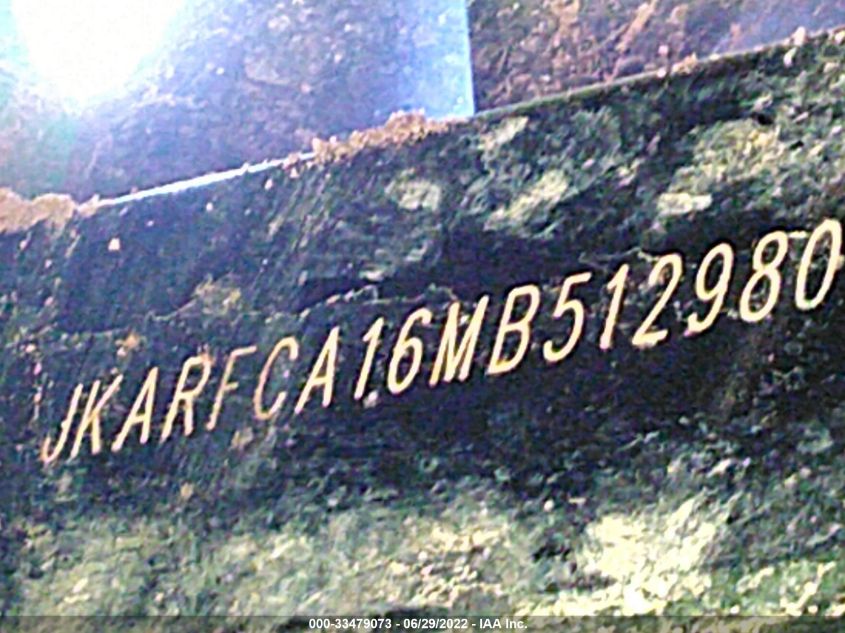 JKARFCA16MB512980
000-33479073 - 06/29/2022 - IAA Inc.